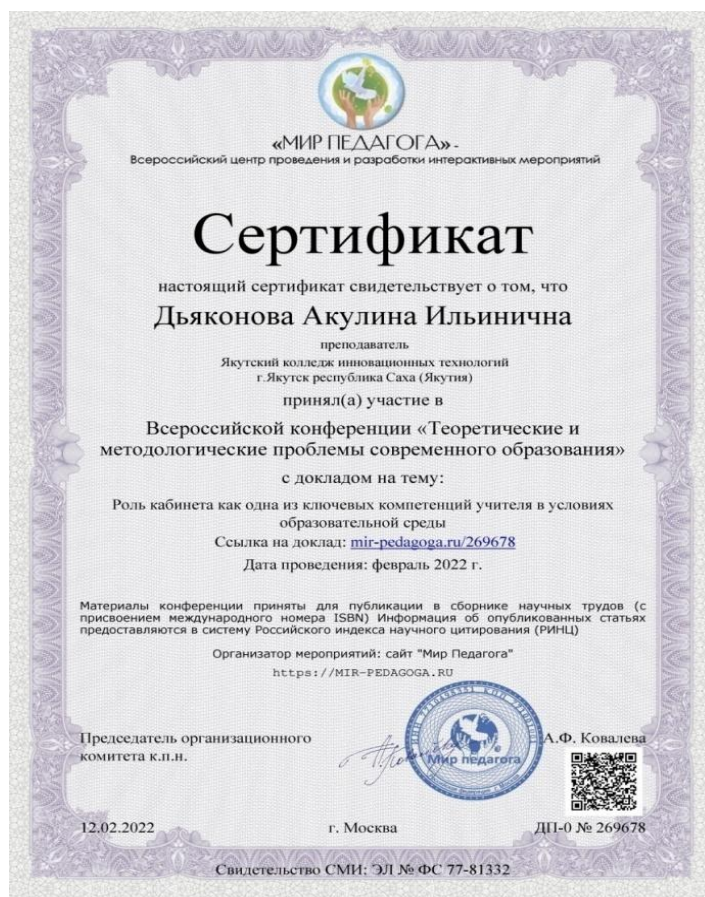 «МИР ПЕДАГОГА» -
Всероссийский центр проведения и разработки интерактивных мероприятий
Сертификат
настоящий сертификат свидетельствует о том, что
Дьяконова Акулина Ильинична
преподаватель
Якутский колледж инновационных технологий
г.Якутск республика Саха (Якутия)
принял(а) участие в
Всероссийской конференции «Теоретические и
методологические проблемы современного образования»
с докладом на тему:
Роль кабинета как одна из ключевых компетенций учителя в условиях
образовательной среды
Ссылка на доклад: mir-pedagoga.ru/269678
Дата проведения: февраль 2022 г.
Материалы конференции приняты для публикации в сборнике научных трудов (с
присвоением международного номера ISBN) Информация об опубликованных статьях
предоставляются в систему Российского индекса научного цитирования (РИНЦ)
Организатор мероприятий: сайт "Мир Педагога"
https://MIR-PEDAGOGA.RU
Председатель организационного
комитета к.п.н.
Мир педагога
А.Ф. Ковалева
12.02.2022 г. Москва ДП-0 № 269678
Свидетельство СМИ: ЭЛ № ФС 77-81332